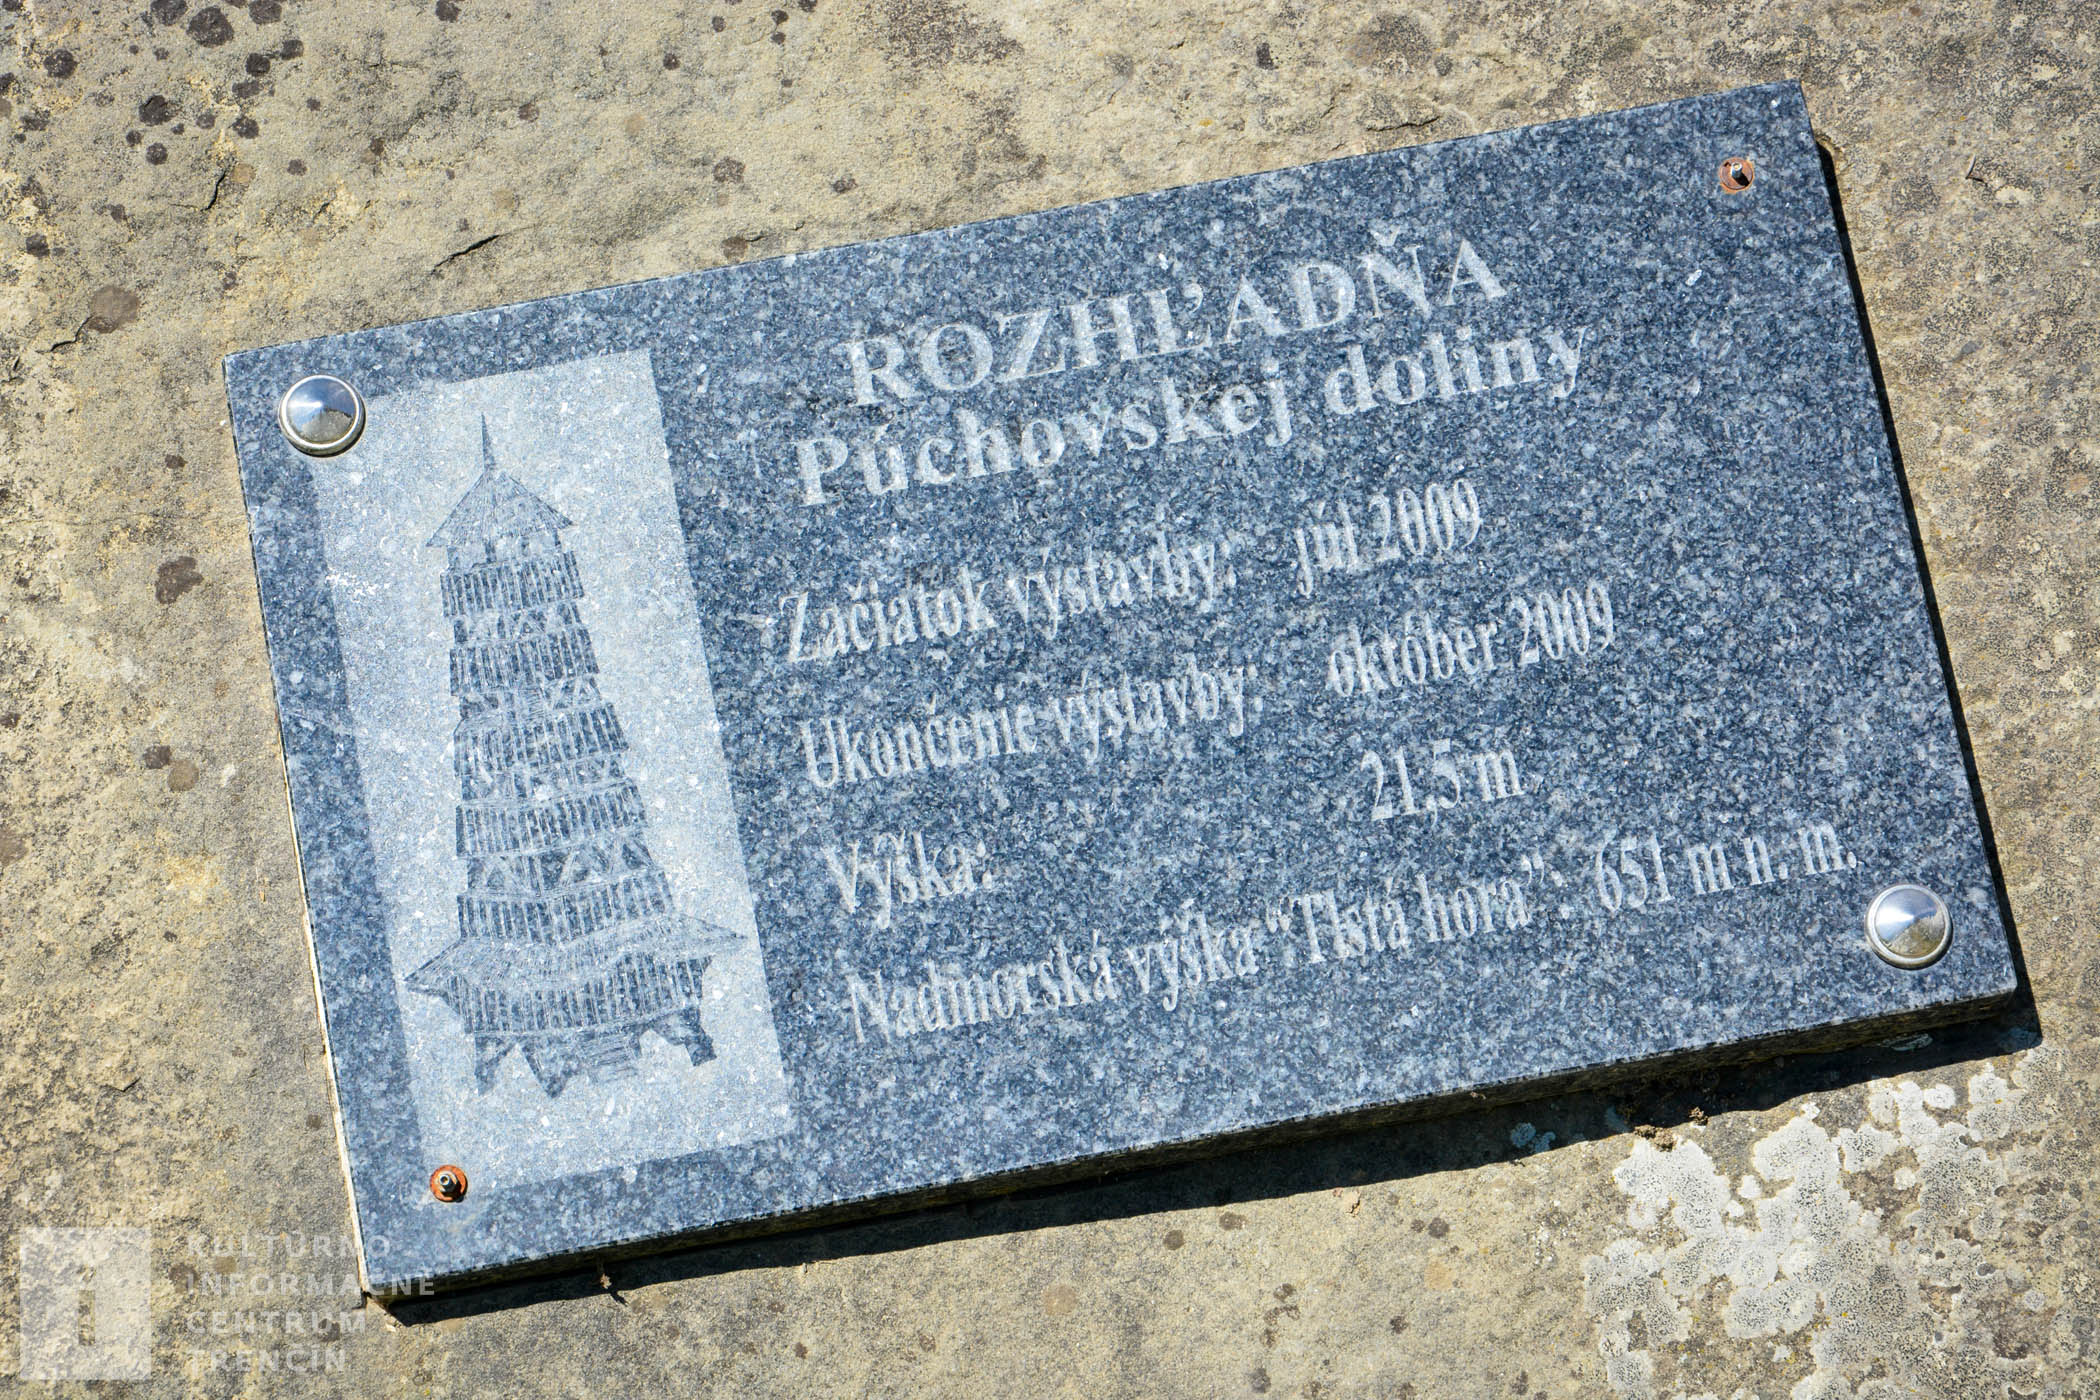 ROZHĽADŇA
Púchovskej doliny
Začiatok výstavby: júl 2009
Ukončenie výstavby: október 2009
Výška: 21,5 m
Nadmorská výška “Tlstá hora”: 651 m n. m.
KULTÚRNO
INFORMAČNÉ
CENTRUM
TRENČÍN